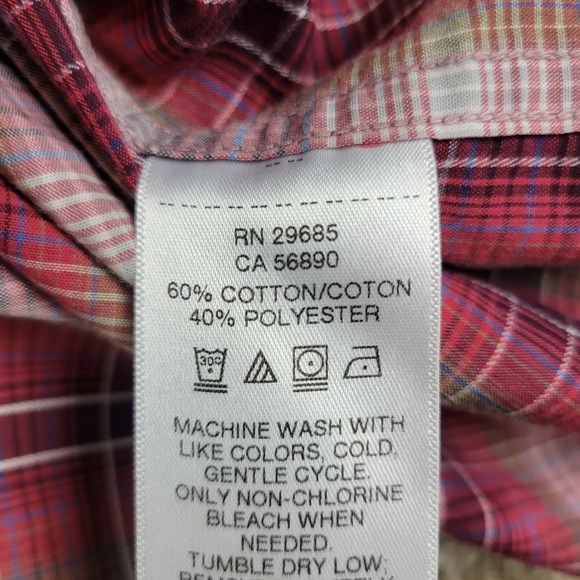 RN 29685
CA 56890
60% COTTON/COTON
40% POLYESTER
30C
MACHINE WASH WITH
LIKE COLORS, COLD,
GENTLE CYCLE.
ONLY NON-CHLORINE
BLEACH WHEN
NEEDED.
TUMBLE DRY LOW;